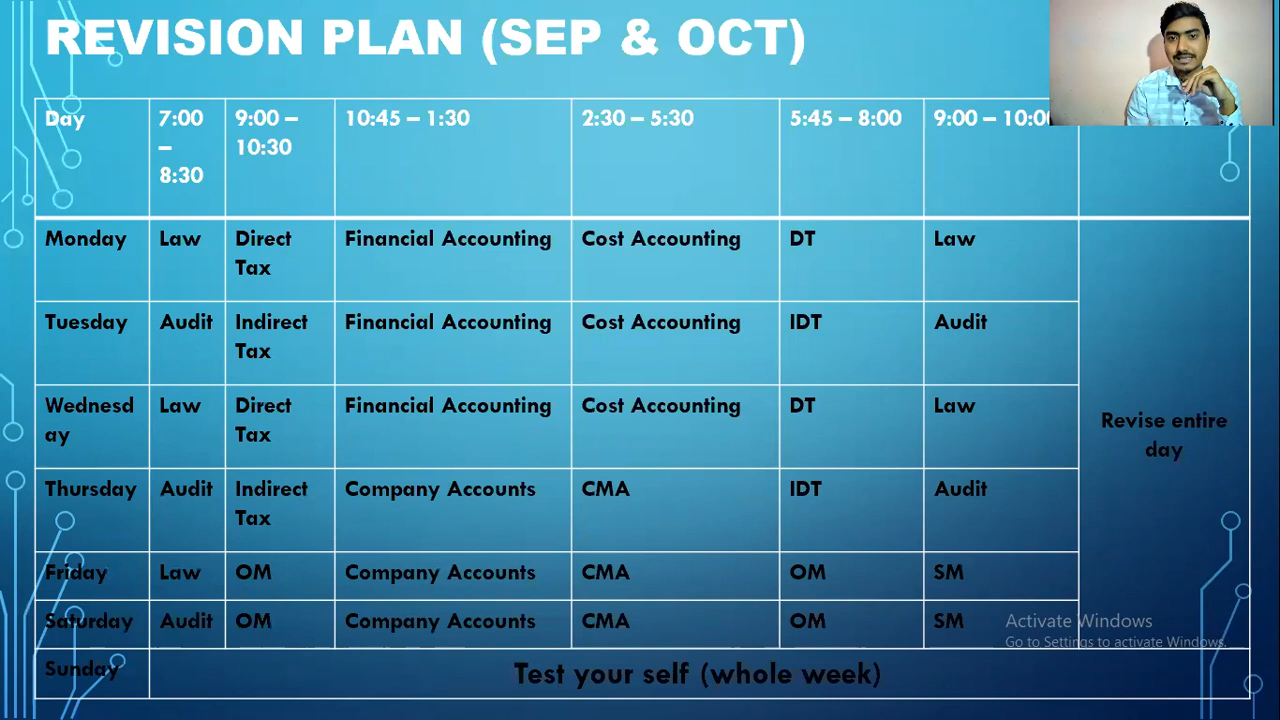 REVISION PLAN (SEP & OCT)
Day 7:00 – 8:30 9:00 – 10:30 10:45 – 1:30 2:30 – 5:30 5:45 – 8:00 9:00 – 10:00
Monday Law Direct Tax Financial Accounting Cost Accounting DT Law
Tuesday Audit Indirect Tax Financial Accounting Cost Accounting IDT Audit
Wednesday Law Direct Tax Financial Accounting Cost Accounting DT Law
Revise entire day
Thursday Audit Indirect Tax Company Accounts CMA IDT Audit
Friday Law OM Company Accounts CMA OM SM
Saturday Audit OM Company Accounts CMA OM SM
Sunday Test your self (whole week)
Activate Windows
Go to Settings to activate Windows.